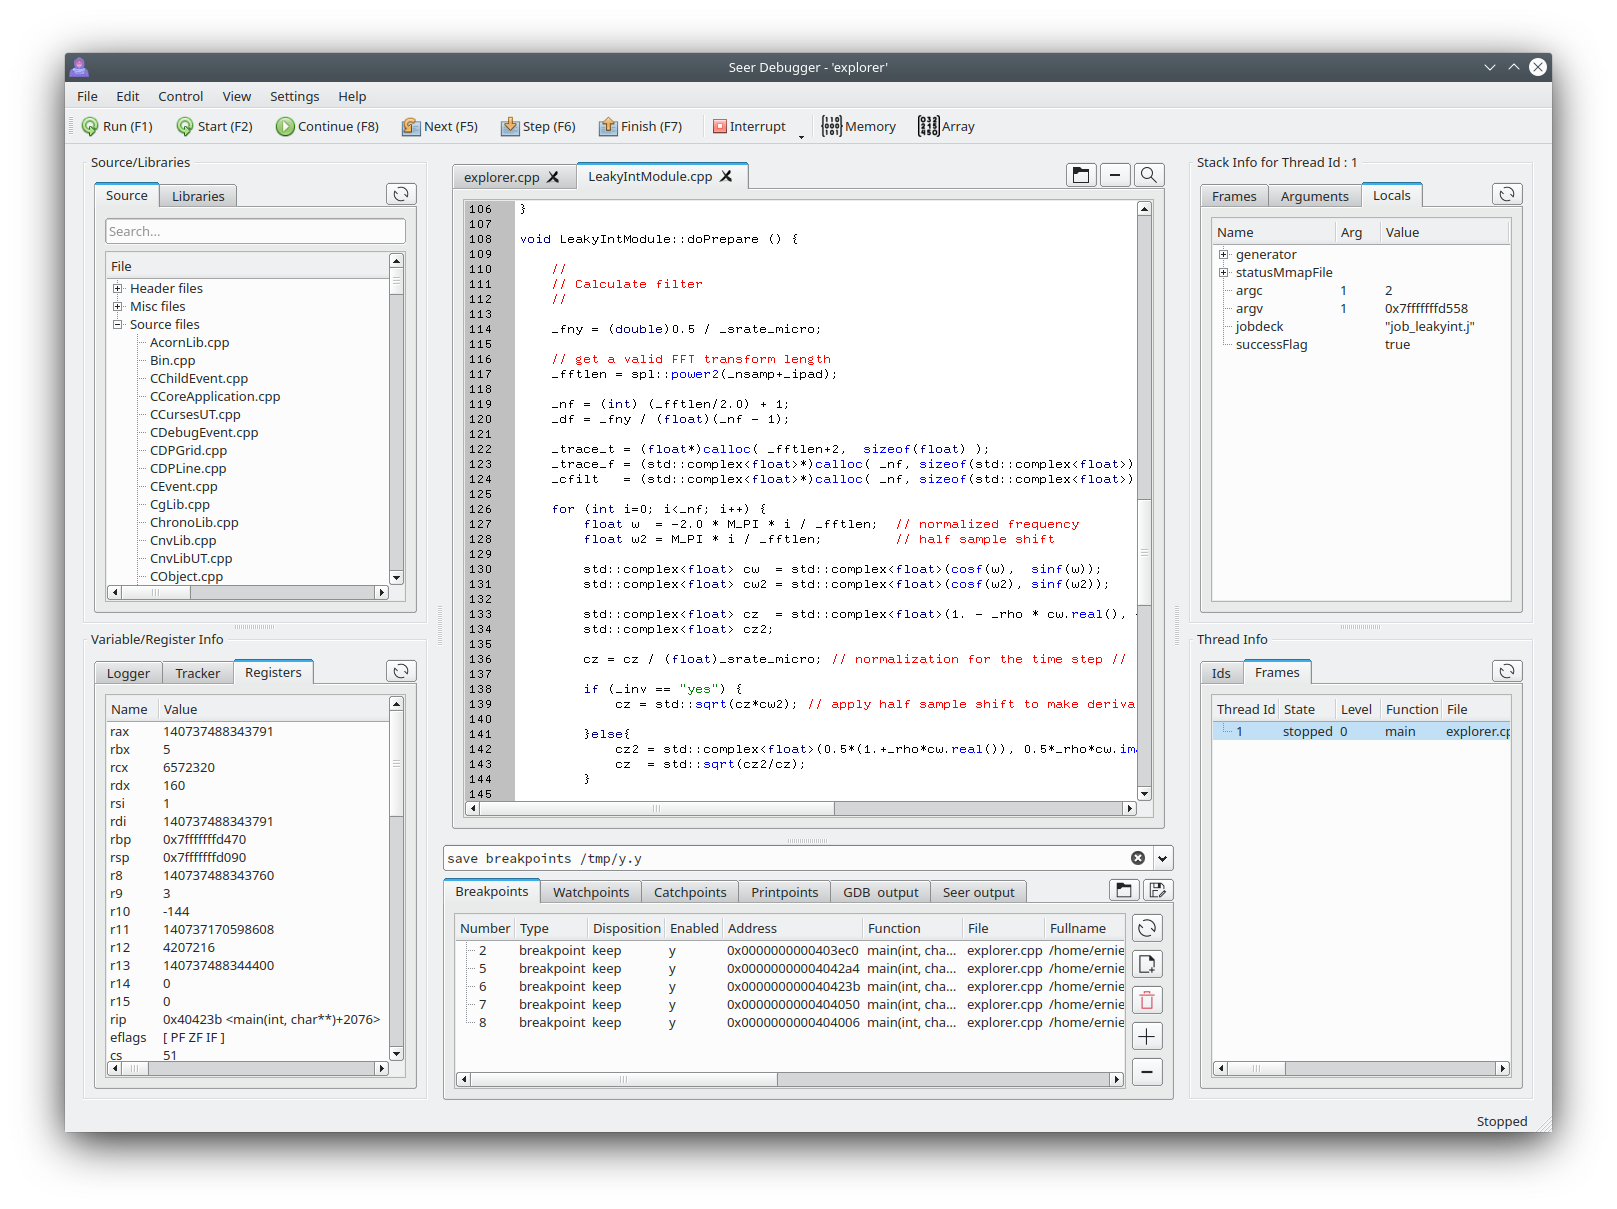 Seer Debugger - 'explorer'
File Edit Control View Settings Help
Run (F1) Start (F2) Continue (F8) Next (F5) Step (F6) Finish (F7) Interrupt Memory Array
Source/Libraries
Source Libraries
Search...
File
Header files
Misc files
Source files
AcornLib.cpp
Bin.cpp
CChildEvent.cpp
CCoreApplication.cpp
CCursesUT.cpp
CDebugEvent.cpp
CDPGrid.cpp
CDPLine.cpp
CEvent.cpp
CgLib.cpp
ChronoLib.cpp
CnvLib.cpp
CnvLibUT.cpp
CObject.cpp
Variable/Register Info
Logger Tracker Registers
Name Value
rax 140737488343791
rbx 5
rcx 6572320
rdx 160
rsi 1
rdi 140737488343791
rbp 0x7fffffffd470
rsp 0x7fffffffd090
r8 140737488343760
r9 3
r10 -144
r11 140737170598608
r12 4207216
r13 140737488344400
r14 0
r15 0
rip 0x40423b <main(int, char**)+2076>
eflags [ PF ZF IF ]
cs 51
explorer.cpp LeakyIntModule.cpp
106 }
107
108 void LeakyIntModule::doPrepare () {
109
110 //
111 // Calculate filter
112 //
113
114 _fny = (double)0.5 / _srate_micro;
115
116 // get a valid FFT transform length
117 _fftlen = spl::power2(_nsamp+_ipad);
118
119 _nf = (int) (_fftlen/2.0) + 1;
120 _df = _fny / (float)(_nf - 1);
121
122 _trace_t = (float*)calloc( _fftlen+2, sizeof(float) );
123 _trace_f = (std::complex<float>*)calloc( _nf, sizeof(std::complex<float>)
124 _cfilt = (std::complex<float>*)calloc( _nf, sizeof(std::complex<float>)
125
126 for (int i=0; i<_nf; i++) {
127 float w = -2.0 * M_PI * i / _fftlen; // normalized frequency
128 float w2 = M_PI * i / _fftlen; // half sample shift
129
130 std::complex<float> cw = std::complex<float>(cosf(w), sinf(w));
131 std::complex<float> cw2 = std::complex<float>(cosf(w2), sinf(w2));
132
133 std::complex<float> cz = std::complex<float>(1. - _rho * cw.real(), -
134 std::complex<float> cz2;
135
136 cz = cz / (float)_srate_micro; // normalization for the time step //
137
138 if (_inv == "yes") {
139 cz = std::sqrt(cz*cw2); // apply half sample shift to make deriva
140
141 }else{
142 cz2 = std::complex<float>(0.5*(1.+_rho*cw.real()), 0.5*_rho*cw.im
143 cz = std::sqrt(cz2/cz);
144 }
145
save breakpoints /tmp/y.y
Breakpoints Watchpoints Catchpoints Printpoints GDB output Seer output
Number Type Disposition Enabled Address Function File Fullname
2 breakpoint keep y 0x0000000000403ec0 main(int, cha... explorer.cpp /home/ernie
5 breakpoint keep y 0x00000000004042a4 main(int, cha... explorer.cpp /home/ernie
6 breakpoint keep y 0x000000000040423b main(int, cha... explorer.cpp /home/ernie
7 breakpoint keep y 0x0000000000404050 main(int, cha... explorer.cpp /home/ernie
8 breakpoint keep y 0x0000000000404006 main(int, cha... explorer.cpp /home/ernie
Stack Info for Thread Id : 1
Frames Arguments Locals
Name Arg Value
generator
statusMmapFile
argc 1 2
argv 1 0x7fffffffd558
jobdeck "job_leakyint.j"
successFlag true
Thread Info
Ids Frames
Thread Id State Level Function File
1 stopped 0 main explorer.cp
Stopped